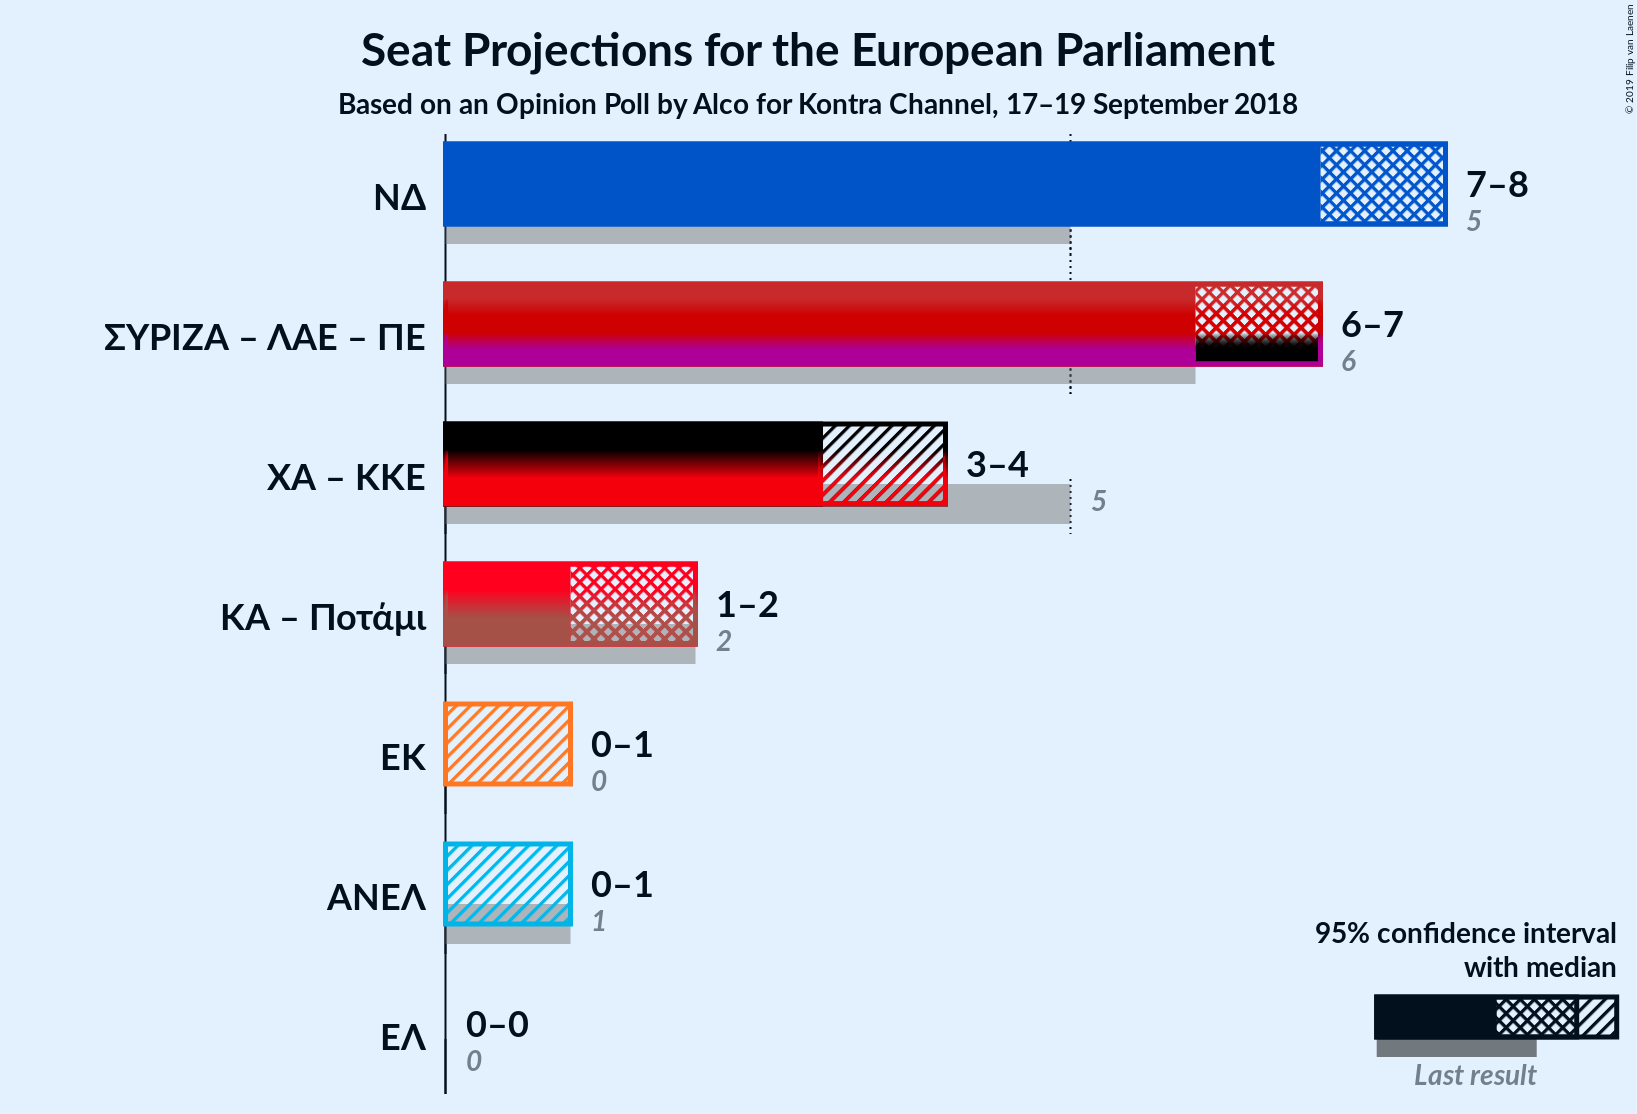 Seat Projections for the European Parliament
Based on an Opinion Poll by Alco for Kontra Channel, 17–19 September 2018
© 2019 Filip van Laenen
ΝΔ
7–8
5
ΣΥΡΙΖΑ – ΛΑΕ – ΠΕ
6–7
6
ΧΑ – ΚΚΕ
3–4
5
ΚΑ – Ποτάμι
1–2
2
ΕΚ
0–1
0
ΑΝΕΛ
0–1
1
ΕΛ
0–0
0
95% confidence interval
with median
Last result